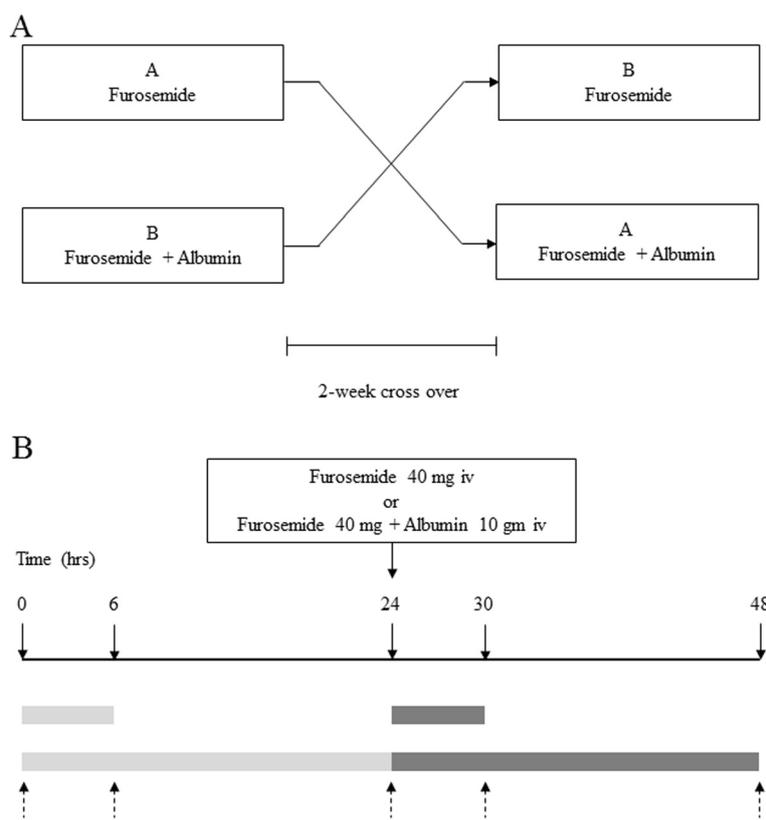 A
A
Furosemide
B
Furosemide
B
Furosemide + Albumin
A
Furosemide + Albumin
2-week cross over
B
Furosemide 40 mg iv
or
Furosemide 40 mg + Albumin 10 gm iv
Time (hrs)
0 6 24 30 48